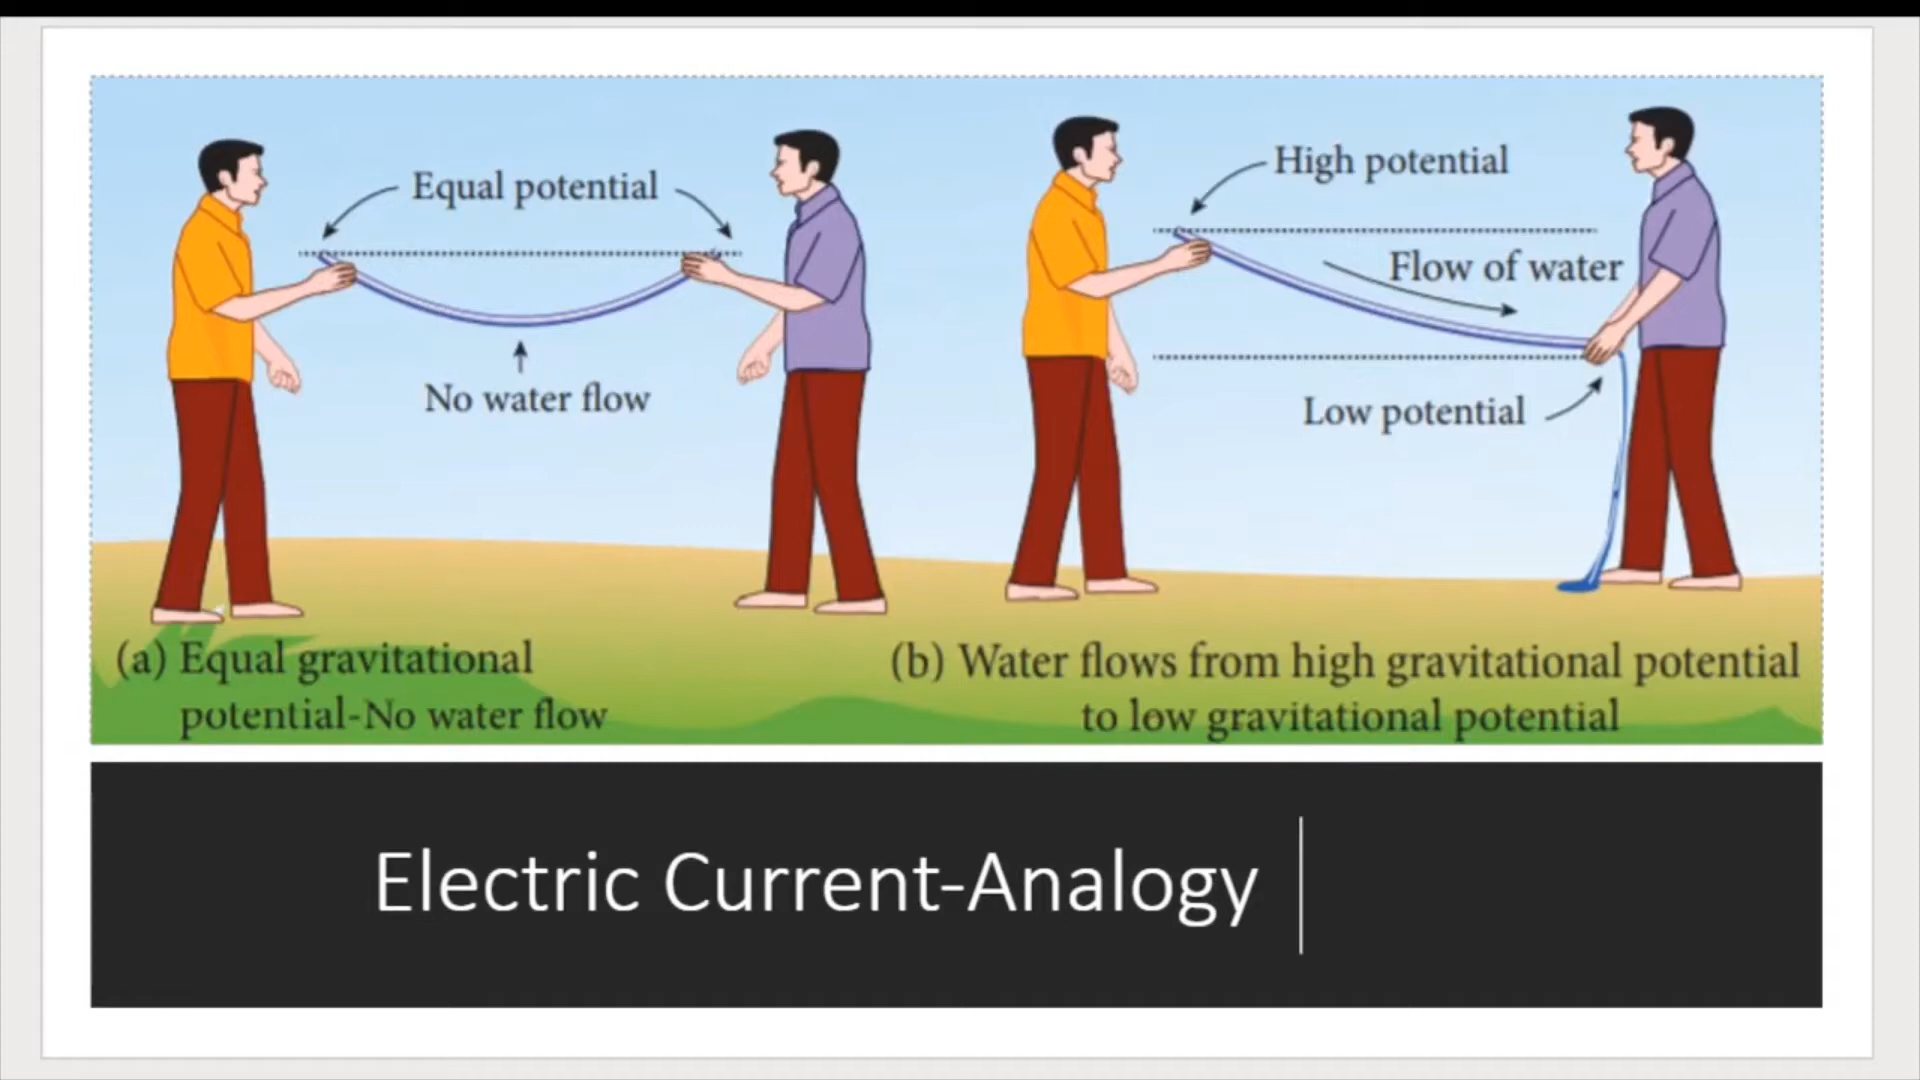 Equal potential
No water flow
High potential
Flow of water
Low potential
(a) Equal gravitational
potential-No water flow
(b) Water flows from high gravitational potential
to low gravitational potential
Electric Current-Analogy